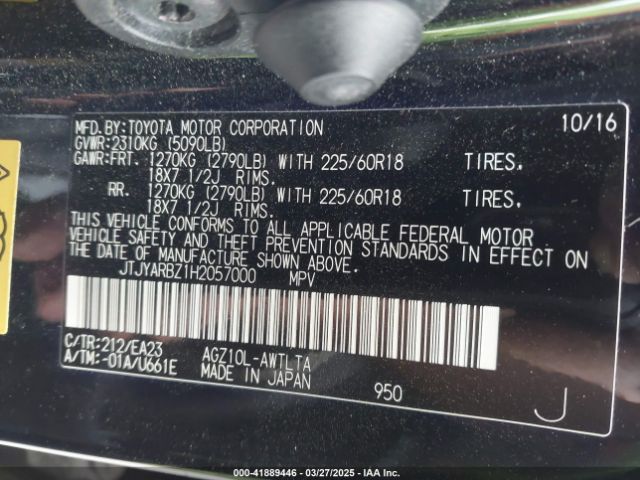 MFD.BY:TOYOTA MOTOR CORPORATION 10/16
GVWR:2310KG (5090LB)
GAWR:FRT. 1270KG (2790LB) WITH 225/60R18 TIRES.
18X7 1/2J RIMS.
RR. 1270KG (2790LB) WITH 225/60R18 TIRES,
18X7 1/2J RIMS.
THIS VEHICLE CONFORMS TO ALL APPLICABLE FEDERAL MOTOR
VEHICLE SAFETY AND THEFT PREVENTION STANDARDS IN EFFECT ON
THE DATE OF MANUFACTURE SHOWN ABOVE.
JTJYARBZ1H2057000 MPV
C/TR:212/EA23 AGZ10L-AWTLTA
A/TM:-01A/U661E MADE IN JAPAN 950
J
000-41889446 - 03/27/2025 - IAA Inc.